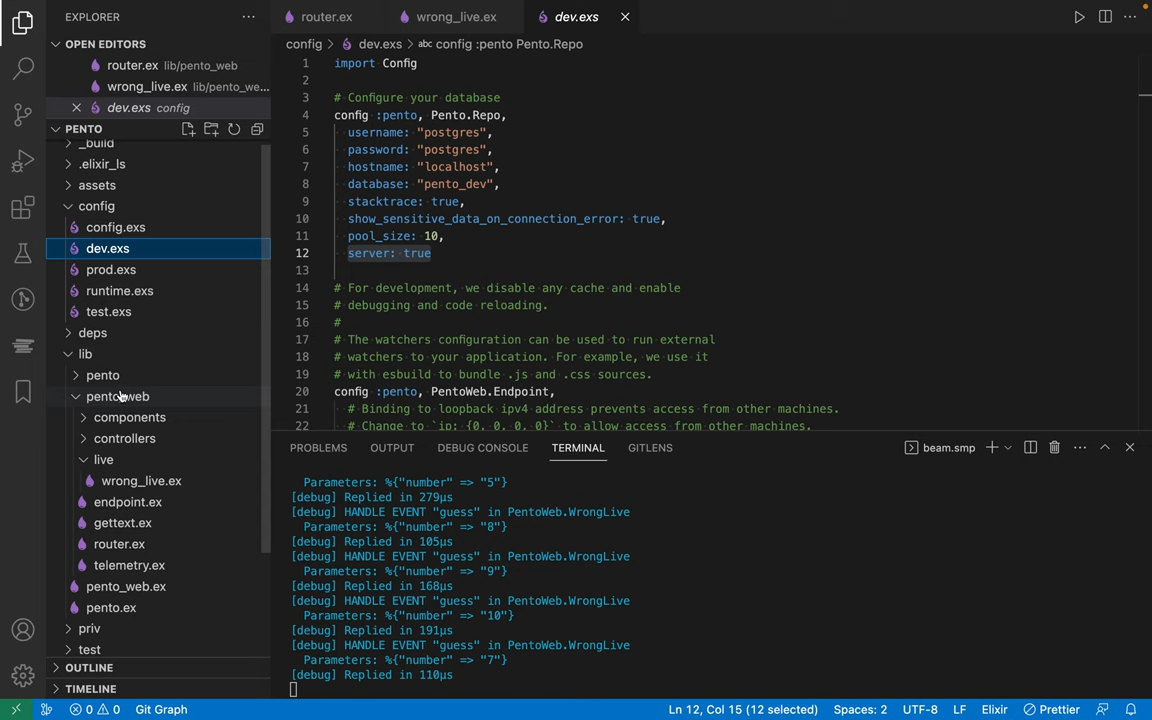 EXPLORER
OPEN EDITORS
router.ex lib/pento_web
wrong_live.ex lib/pento_we...
dev.exs config
PENTO
_build
.elixir_ls
assets
config
config.exs
dev.exs
prod.exs
runtime.exs
test.exs
deps
lib
pento
pento_web
components
controllers
live
wrong_live.ex
endpoint.ex
gettext.ex
router.ex
telemetry.ex
pento_web.ex
pento.ex
priv
test
OUTLINE
TIMELINE
router.ex wrong_live.ex dev.exs
config > dev.exs > abc config :pento Pento.Repo
1 import Config
2
3 # Configure your database
4 config :pento, Pento.Repo,
5 username: "postgres",
6 password: "postgres",
7 hostname: "localhost",
8 database: "pento_dev",
9 stacktrace: true,
10 show_sensitive_data_on_connection_error: true,
11 pool_size: 10,
12 server: true
13
14 # For development, we disable any cache and enable
15 # debugging and code reloading.
16 #
17 # The watchers configuration can be used to run external
18 # watchers to your application. For example, we use it
19 # with esbuild to bundle .js and .css sources.
20 config :pento, PentoWeb.Endpoint,
21 # Binding to loopback ipv4 address prevents access from other machines.
22 # Change to `ip: {0, 0, 0, 0}` to allow access from other machines.
PROBLEMS OUTPUT DEBUG CONSOLE TERMINAL GITLENS beam.smp
Parameters: %{"number" => "5"}
[debug] Replied in 279µs
[debug] HANDLE EVENT "guess" in PentoWeb.WrongLive
Parameters: %{"number" => "8"}
[debug] Replied in 105µs
[debug] HANDLE EVENT "guess" in PentoWeb.WrongLive
Parameters: %{"number" => "9"}
[debug] Replied in 168µs
[debug] HANDLE EVENT "guess" in PentoWeb.WrongLive
Parameters: %{"number" => "10"}
[debug] Replied in 191µs
[debug] HANDLE EVENT "guess" in PentoWeb.WrongLive
Parameters: %{"number" => "7"}
[debug] Replied in 110µs
0 0 Git Graph Ln 12, Col 15 (12 selected) Spaces: 2 UTF-8 LF Elixir Prettier